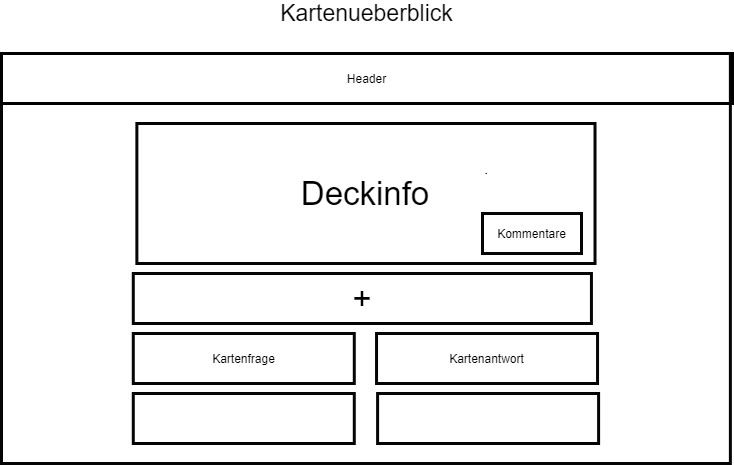 Kartenueberblick
Header
Deckinfo
Kommentare
+
Kartenfrage
Kartenantwort